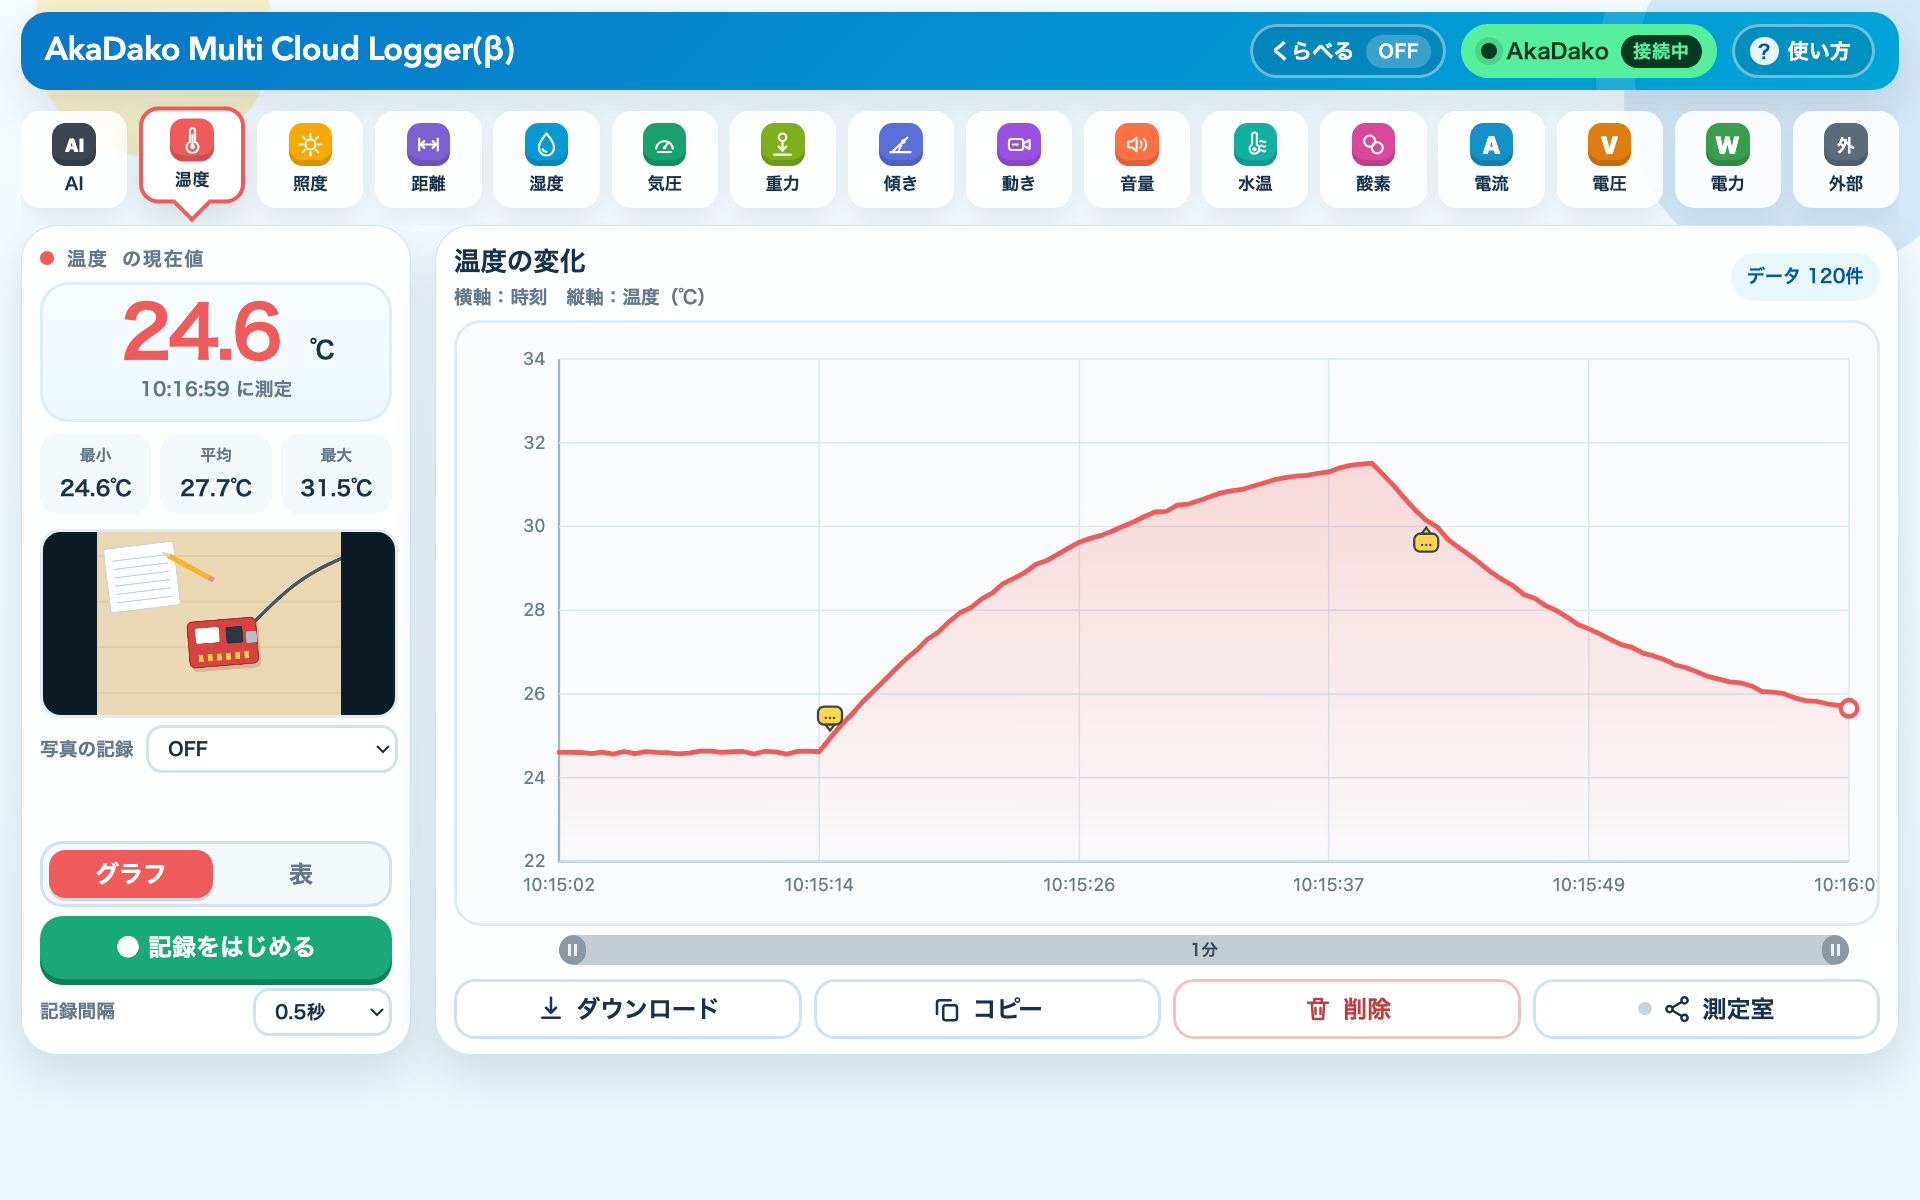 AkaDako Multi Cloud Logger(β)
くらべる OFF
AkaDako 接続中
? 使い方
AI AI
温度
照度
距離
湿度
気圧
重力
傾き
動き
音量
水温
酸素
A 電流
V 電圧
W 電力
外 外部
温度 の現在値
24.6 ℃
10:16:59 に測定
最小 平均 最大
24.6℃ 27.7℃ 31.5℃
写真の記録 OFF
グラフ 表
記録をはじめる
記録間隔 0.5秒
温度の変化
横軸：時刻 縦軸：温度（℃）
データ 120件
34
32
30
28
26
24
22
10:15:02 10:15:14 10:15:26 10:15:37 10:15:49 10:16:0
1分
ダウンロード コピー 削除 測定室